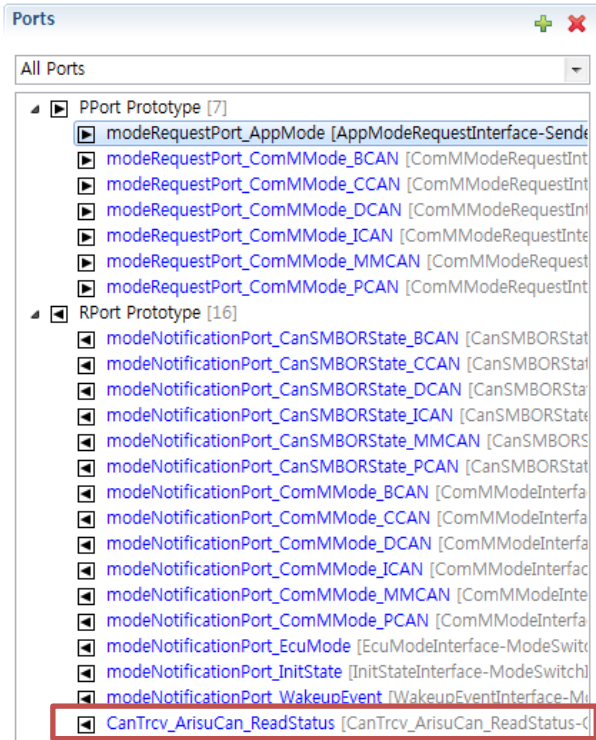 Ports
All Ports
PPort Prototype [7]
modeRequestPort_AppMode [AppModeRequestInterface-Sende
modeRequestPort_ComMMode_BCAN [ComMModeRequestInt
modeRequestPort_ComMMode_CCAN [ComMModeRequestInt
modeRequestPort_ComMMode_DCAN [ComMModeRequestInt
modeRequestPort_ComMMode_ICAN [ComMModeRequestInte
modeRequestPort_ComMMode_MMCAN [ComMModeRequest
modeRequestPort_ComMMode_PCAN [ComMModeRequestInt
RPort Prototype [16]
modeNotificationPort_CanSMBORState_BCAN [CanSMBORStat
modeNotificationPort_CanSMBORState_CCAN [CanSMBORStat
modeNotificationPort_CanSMBORState_DCAN [CanSMBORStat
modeNotificationPort_CanSMBORState_ICAN [CanSMBORState
modeNotificationPort_CanSMBORState_MMCAN [CanSMBORS
modeNotificationPort_CanSMBORState_PCAN [CanSMBORStat
modeNotificationPort_ComMMode_BCAN [ComMModeInterfa
modeNotificationPort_ComMMode_CCAN [ComMModeInterfa
modeNotificationPort_ComMMode_DCAN [ComMModeInterfa
modeNotificationPort_ComMMode_ICAN [ComMModeInterfac
modeNotificationPort_ComMMode_MMCAN [ComMModeInte
modeNotificationPort_ComMMode_PCAN [ComMModeInterfa
modeNotificationPort_EcuMode [EcuModeInterface-ModeSwitc
modeNotificationPort_InitState [InitStateInterface-ModeSwitchI
modeNotificationPort_WakeupEvent [WakeupEventInterface-Mo
CanTrcv_ArisuCan_ReadStatus [CanTrcv_ArisuCan_ReadStatus-C